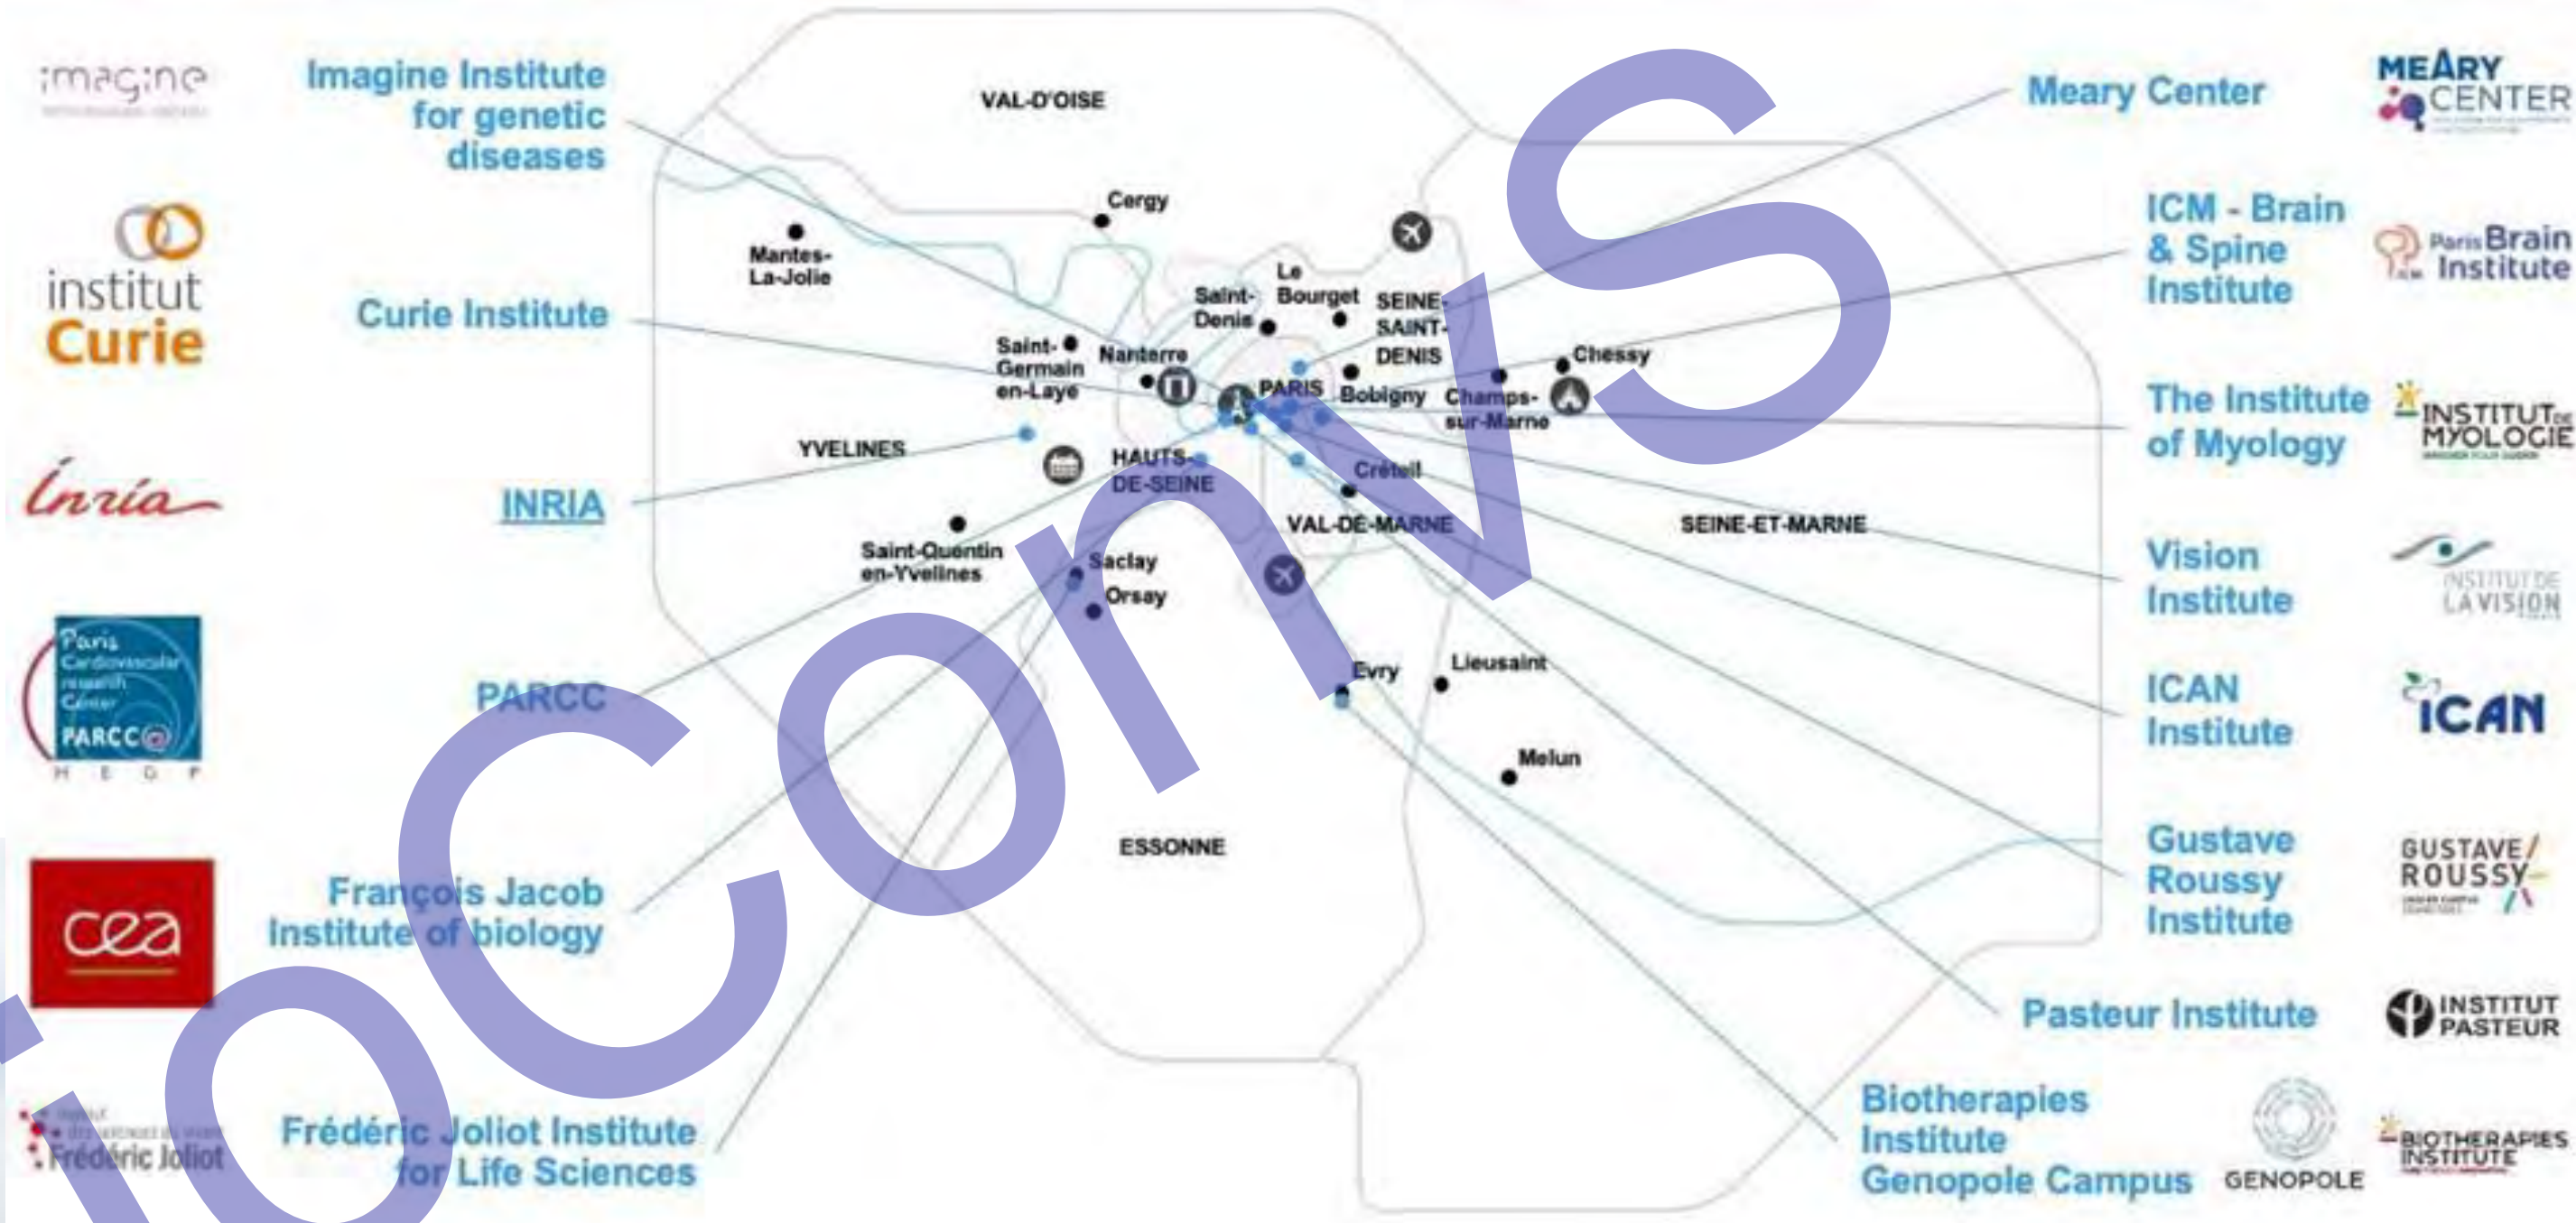 imagine
Imagine Institute
for genetic
diseases
institut
Curie
Curie Institute
Inria
INRIA
Paris
Cardiovascular
research
Center
PARCC@
H E G P
PARCC
cea
François Jacob
Institute of biology
Frédéric Joliot
Frédéric Joliot Institute
for Life Sciences
VAL-D'OISE
Cergy
Mantes-
La-Jolie
Saint-
Denis
Le
Bourget
SEINE-
SAINT-
DENIS
Saint-
Germain
en-Laye
Nanterre
PARIS
Bobigny
Chessy
Champs-
sur-Marne
YVELINES
HAUTS-
DE-SEINE
Créteil
VAL-DE-MARNE
SEINE-ET-MARNE
Saint-Quentin
en-Yvelines
Saclay
Orsay
Evry
Lieusaint
Melun
ESSONNE
Meary Center
MEARY
CENTER
ICM - Brain
& Spine
Institute
Paris Brain
Institute
The Institute
of Myology
INSTITUT DE
MYOLOGIE
Vision
Institute
INSTITUT DE
LA VISION
ICAN
Institute
iCAN
Gustave
Roussy
Institute
GUSTAVE/
ROUSSY
Pasteur Institute
INSTITUT
PASTEUR
Biotherapies
Institute
Genopole Campus
GENOPOLE
BIOTHERAPIES
INSTITUTE
ioConvS